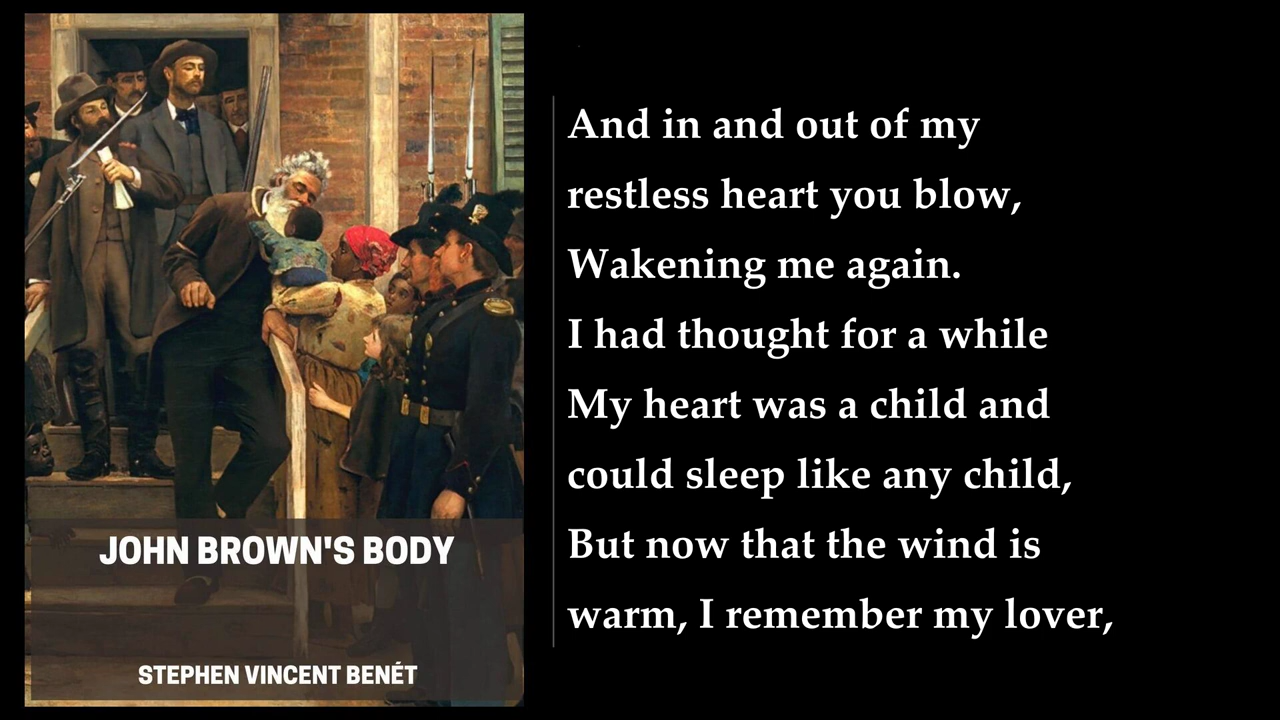 JOHN BROWN'S BODY
STEPHEN VINCENT BENÉT
And in and out of my
restless heart you blow,
Wakening me again.
I had thought for a while
My heart was a child and
could sleep like any child,
But now that the wind is
warm, I remember my lover,